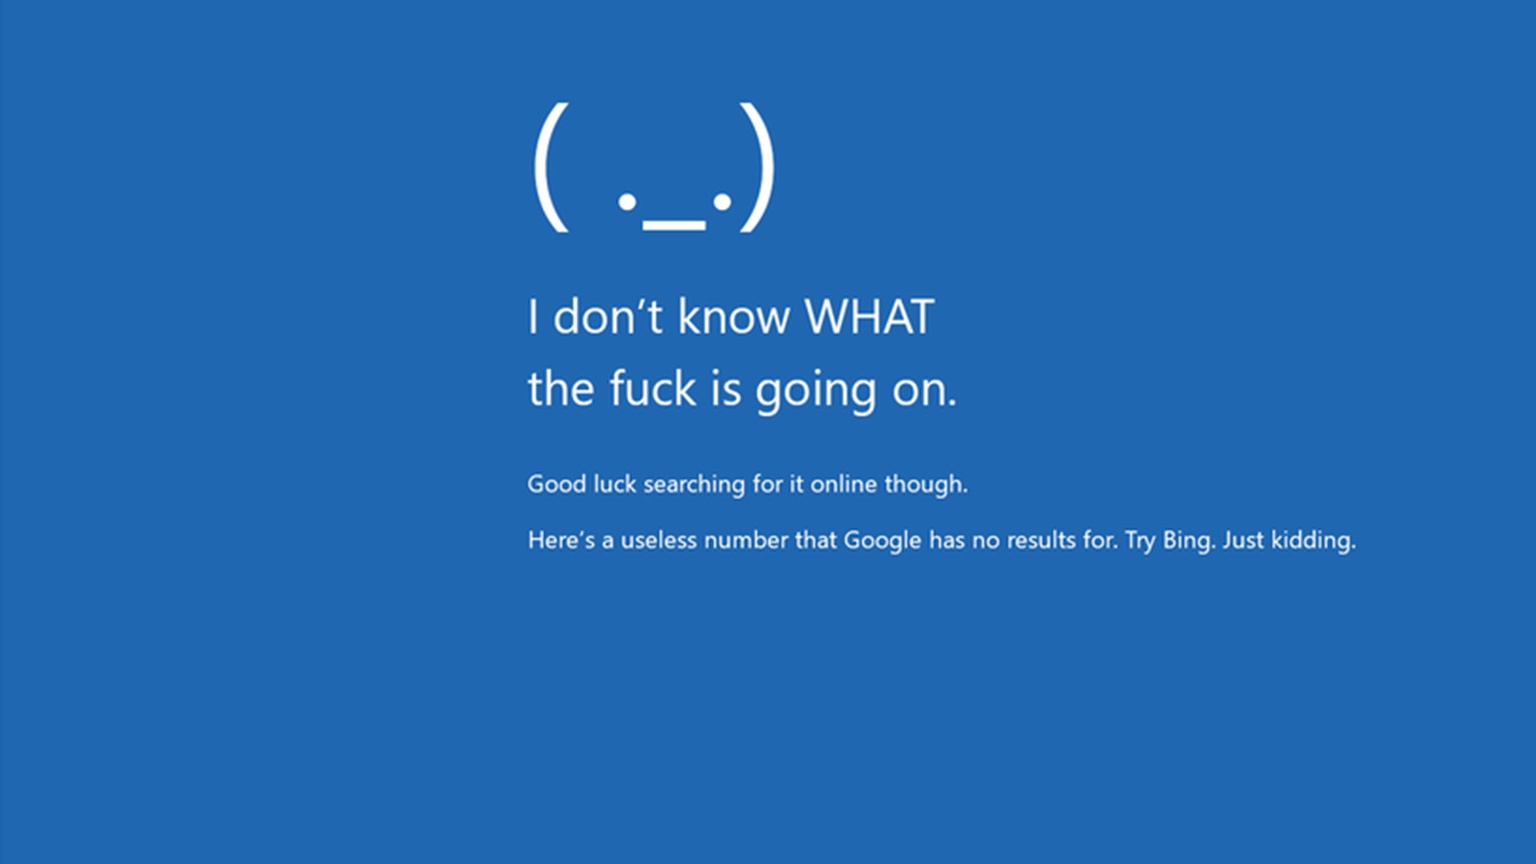 ( ._.)
I don't know WHAT
the fuck is going on.
Good luck searching for it online though.
Here's a useless number that Google has no results for. Try Bing. Just kidding.